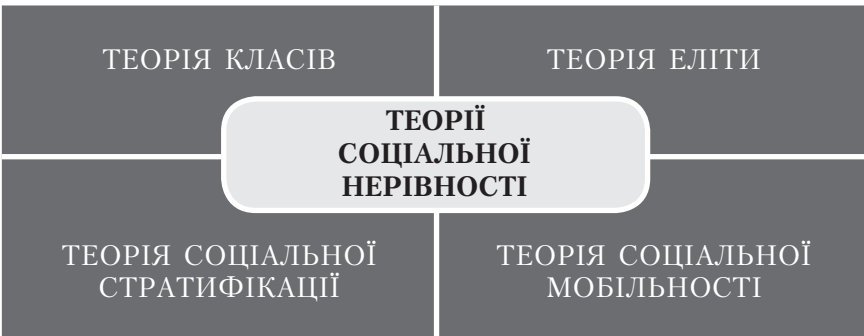 ТЕОРІЯ КЛАСІВ
ТЕОРІЯ ЕЛІТИ
ТЕОРІЇ
СОЦІАЛЬНОЇ
НЕРІВНОСТІ
ТЕОРІЯ СОЦІАЛЬНОЇ
СТРАТИФІКАЦІЇ
ТЕОРІЯ СОЦІАЛЬНОЇ
МОБІЛЬНОСТІ